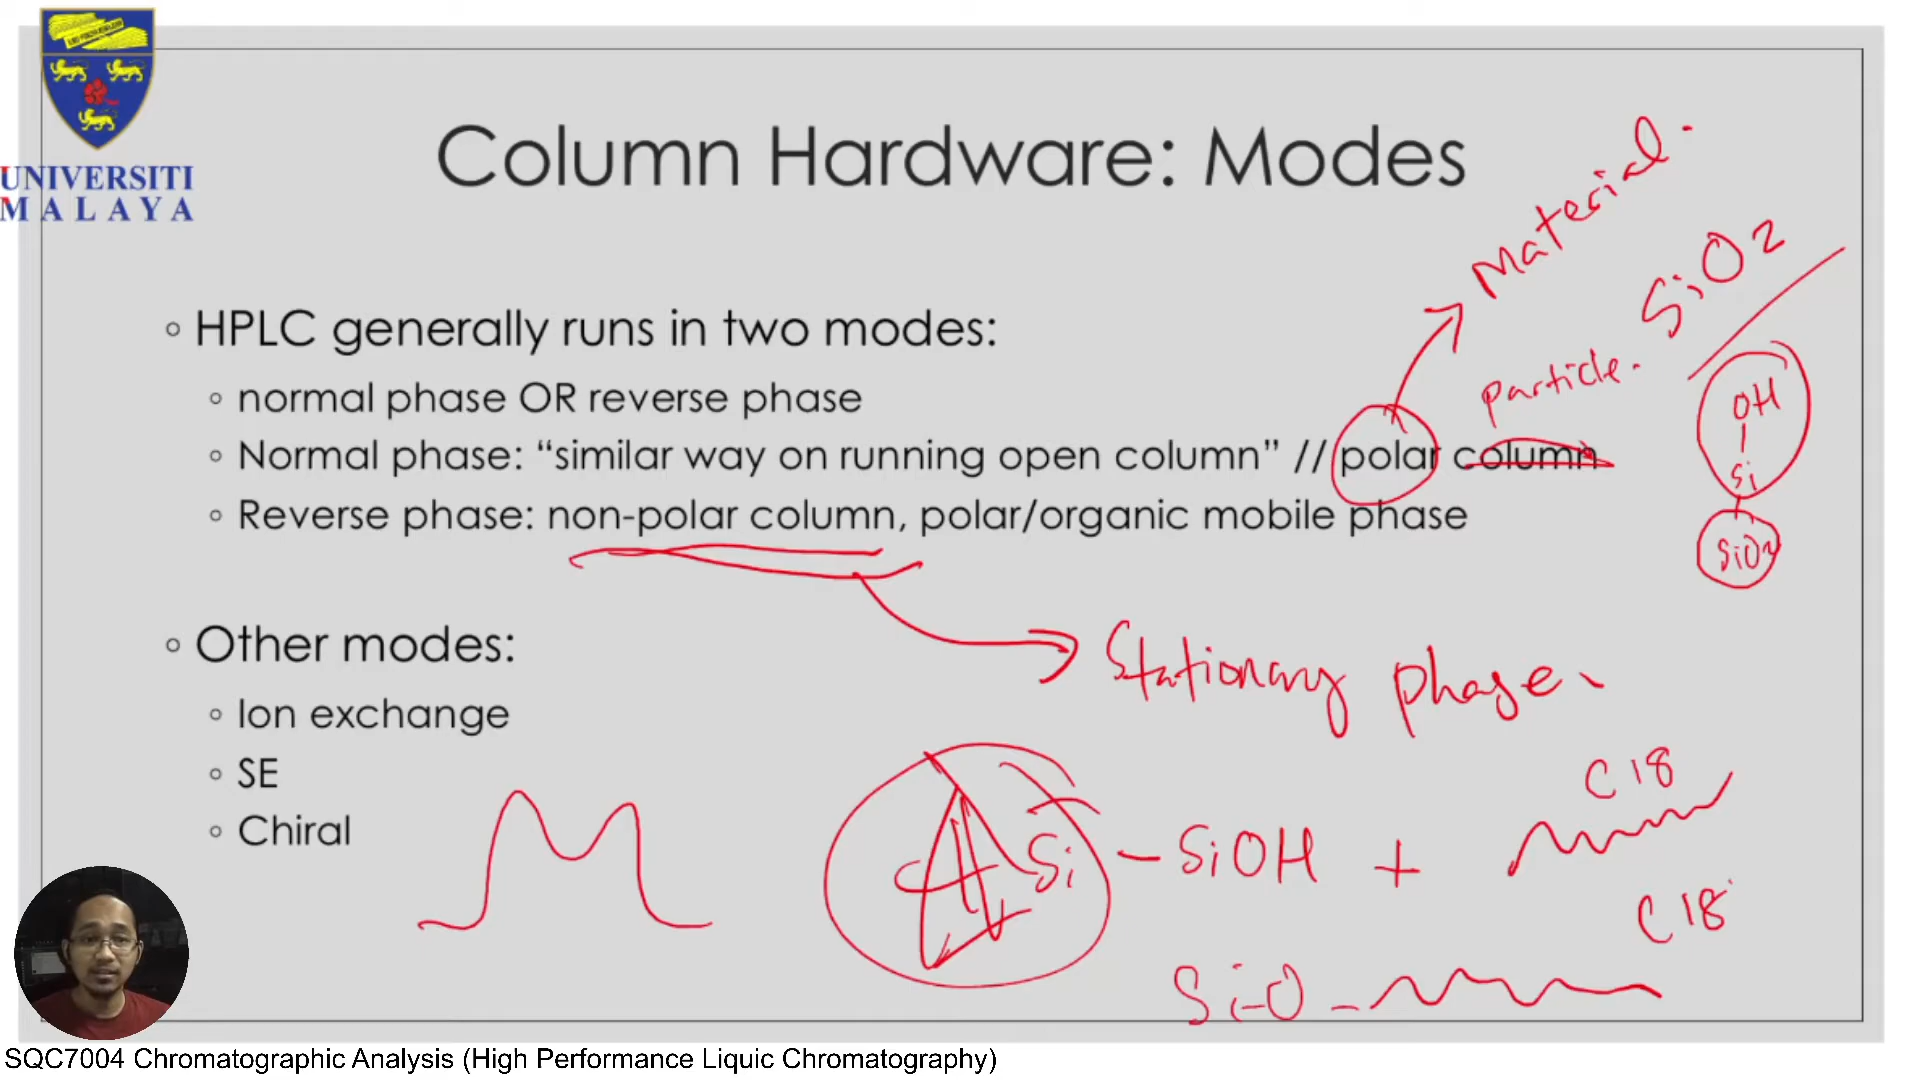 UNIVERSITI
MALAYA
Column Hardware: Modes
Material.
SiO2
particle.
OH
Si
SiO2
◦ HPLC generally runs in two modes:
◦ normal phase OR reverse phase
◦ Normal phase: “similar way on running open column” // polar column
◦ Reverse phase: non-polar column, polar/organic mobile phase
Stationary phase
◦ Other modes:
◦ Ion exchange
◦ SE
◦ Chiral
C18
Si – SiOH +
C18
Si-O -
SQC7004 Chromatographic Analysis (High Performance Liquic Chromatography)